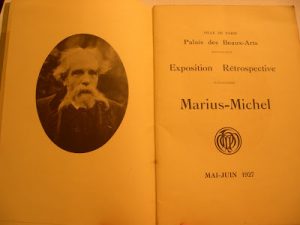 VILLE DE PARIS
Palais des Beaux-Arts
Exposition Rétrospective
Marius-Michel
MAI-JUIN 1927